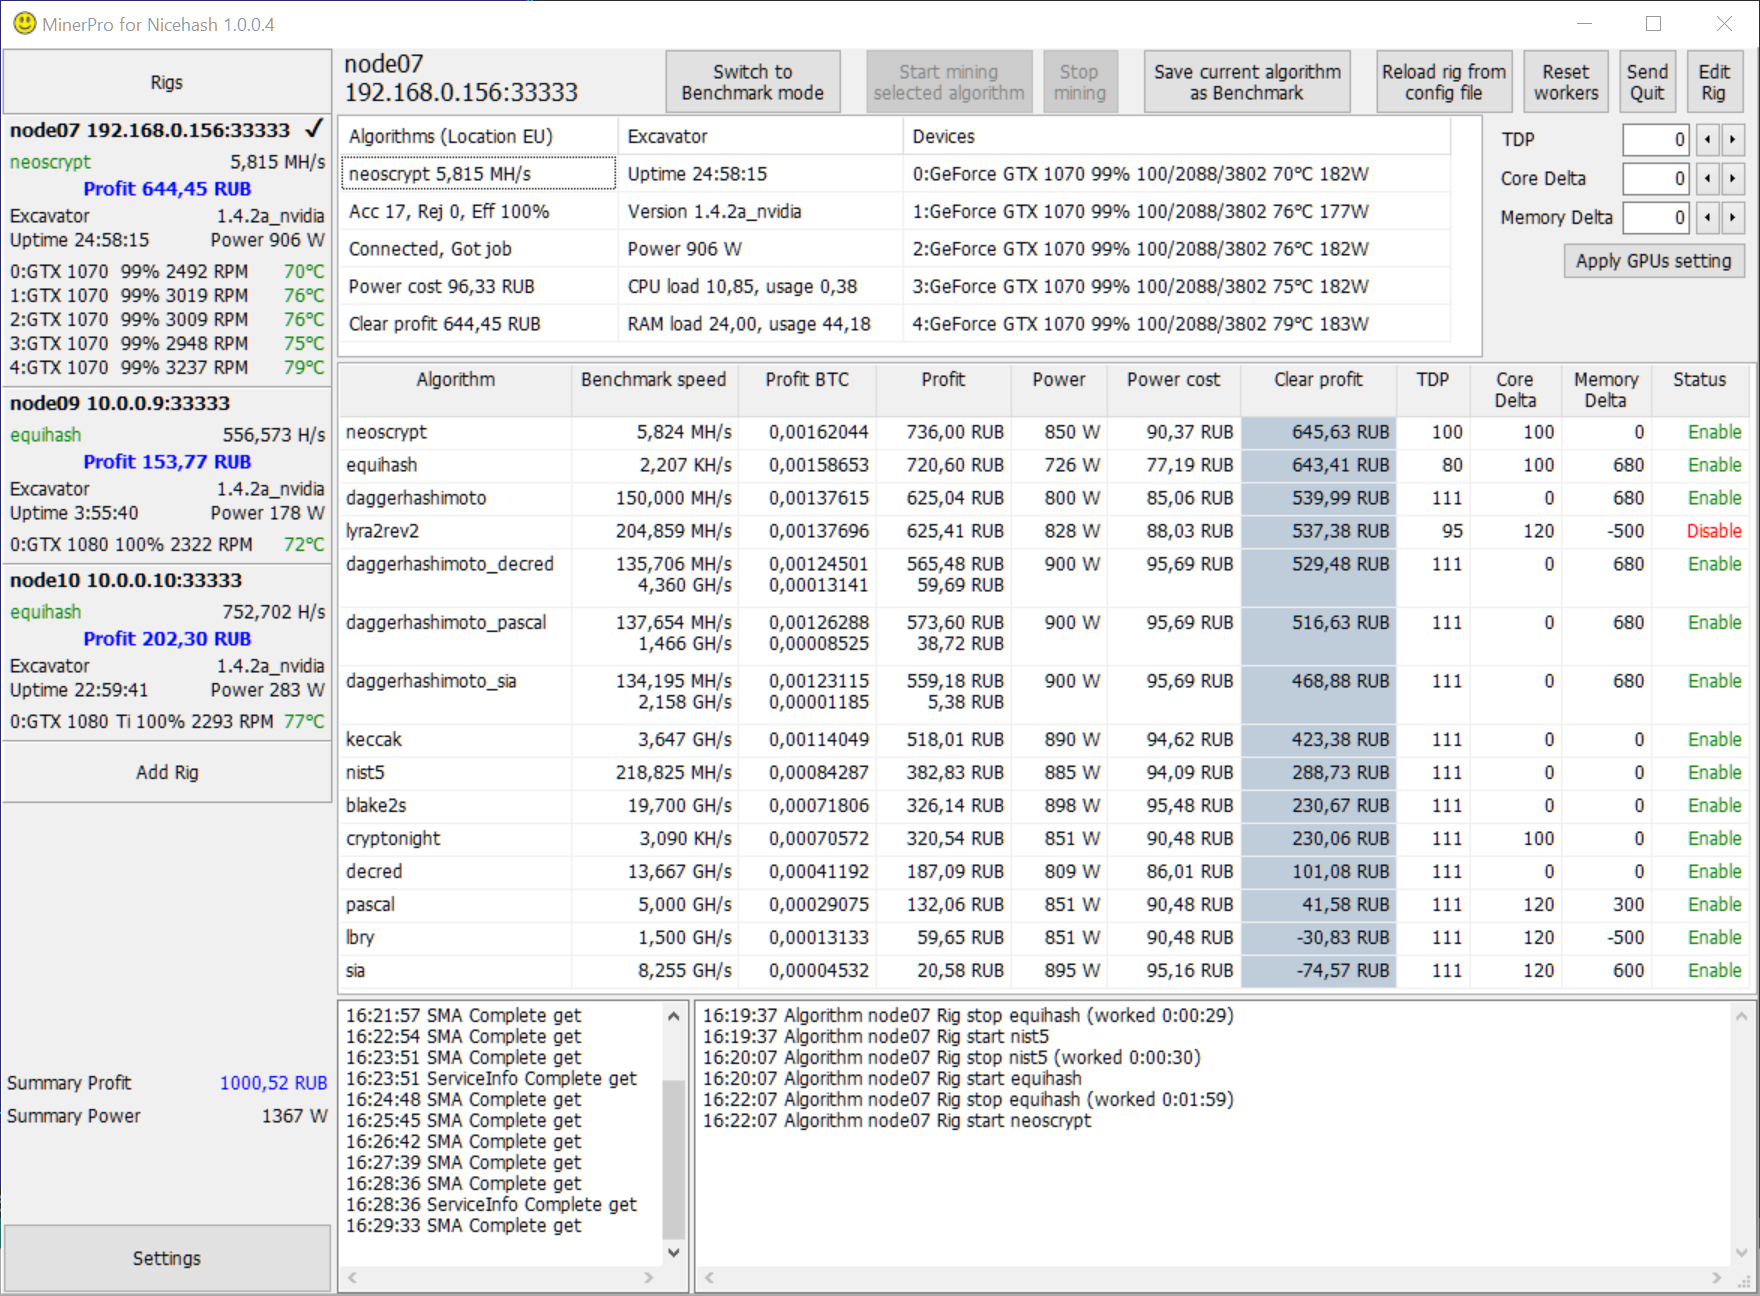 MinerPro for Nicehash 1.0.0.4
Rigs
node07 192.168.0.156:33333 ✓
neoscrypt 5,815 MH/s
Profit 644,45 RUB
Excavator 1.4.2a_nvidia
Uptime 24:58:15 Power 906 W
0:GTX 1070 99% 2492 RPM 70°C
1:GTX 1070 99% 3019 RPM 76°C
2:GTX 1070 99% 3009 RPM 76°C
3:GTX 1070 99% 2948 RPM 75°C
4:GTX 1070 99% 3237 RPM 79°C
node09 10.0.0.9:33333
equihash 556,573 H/s
Profit 153,77 RUB
Excavator 1.4.2a_nvidia
Uptime 3:55:40 Power 178 W
0:GTX 1080 100% 2322 RPM 72°C
node10 10.0.0.10:33333
equihash 752,702 H/s
Profit 202,30 RUB
Excavator 1.4.2a_nvidia
Uptime 22:59:41 Power 283 W
0:GTX 1080 Ti 100% 2293 RPM 77°C
Add Rig
Summary Profit 1000,52 RUB
Summary Power 1367 W
Settings
node07
192.168.0.156:33333
Switch to
Benchmark mode
Start mining
selected algorithm
Stop
mining
Save current algorithm
as Benchmark
Reload rig from
config file
Reset
workers
Send
Quit
Edit
Rig
Algorithms (Location EU) Excavator Devices
neoscrypt 5,815 MH/s Uptime 24:58:15 0:GeForce GTX 1070 99% 100/2088/3802 70°C 182W
Acc 17, Rej 0, Eff 100% Version 1.4.2a_nvidia 1:GeForce GTX 1070 99% 100/2088/3802 76°C 177W
Connected, Got job Power 906 W 2:GeForce GTX 1070 99% 100/2088/3802 76°C 182W
Power cost 96,33 RUB CPU load 10,85, usage 0,38 3:GeForce GTX 1070 99% 100/2088/3802 75°C 182W
Clear profit 644,45 RUB RAM load 24,00, usage 44,18 4:GeForce GTX 1070 99% 100/2088/3802 79°C 183W
TDP 0
Core Delta 0
Memory Delta 0
Apply GPUs setting
Algorithm Benchmark speed Profit BTC Profit Power Power cost Clear profit TDP Core Delta Memory Delta Status
neoscrypt 5,824 MH/s 0,00162044 736,00 RUB 850 W 90,37 RUB 645,63 RUB 100 100 0 Enable
equihash 2,207 KH/s 0,00158653 720,60 RUB 726 W 77,19 RUB 643,41 RUB 80 100 680 Enable
daggerhashimoto 150,000 MH/s 0,00137615 625,04 RUB 800 W 85,06 RUB 539,99 RUB 111 0 680 Enable
lyra2rev2 204,859 MH/s 0,00137696 625,41 RUB 828 W 88,03 RUB 537,38 RUB 95 120 -500 Disable
daggerhashimoto_decred 135,706 MH/s 0,00124501 565,48 RUB 900 W 95,69 RUB 529,48 RUB 111 0 680 Enable
4,360 GH/s 0,00013141 59,69 RUB
daggerhashimoto_pascal 137,654 MH/s 0,00126288 573,60 RUB 900 W 95,69 RUB 516,63 RUB 111 0 680 Enable
1,466 GH/s 0,00008525 38,72 RUB
daggerhashimoto_sia 134,195 MH/s 0,00123115 559,18 RUB 900 W 95,69 RUB 468,88 RUB 111 0 680 Enable
2,158 GH/s 0,00001185 5,38 RUB
keccak 3,647 GH/s 0,00114049 518,01 RUB 890 W 94,62 RUB 423,38 RUB 111 0 0 Enable
nist5 218,825 MH/s 0,00084287 382,83 RUB 885 W 94,09 RUB 288,73 RUB 111 0 0 Enable
blake2s 19,700 GH/s 0,00071806 326,14 RUB 898 W 95,48 RUB 230,67 RUB 111 0 0 Enable
cryptonight 3,090 KH/s 0,00070572 320,54 RUB 851 W 90,48 RUB 230,06 RUB 111 100 0 Enable
decred 13,667 GH/s 0,00041192 187,09 RUB 809 W 86,01 RUB 101,08 RUB 111 0 0 Enable
pascal 5,000 GH/s 0,00029075 132,06 RUB 851 W 90,48 RUB 41,58 RUB 111 120 300 Enable
lbry 1,500 GH/s 0,00013133 59,65 RUB 851 W 90,48 RUB -30,83 RUB 111 120 -500 Enable
sia 8,255 GH/s 0,00004532 20,58 RUB 895 W 95,16 RUB -74,57 RUB 111 120 600 Enable
16:21:57 SMA Complete get
16:22:54 SMA Complete get
16:23:51 SMA Complete get
16:23:51 ServiceInfo Complete get
16:24:48 SMA Complete get
16:25:45 SMA Complete get
16:26:42 SMA Complete get
16:27:39 SMA Complete get
16:28:36 SMA Complete get
16:28:36 ServiceInfo Complete get
16:29:33 SMA Complete get
16:19:37 Algorithm node07 Rig stop equihash (worked 0:00:29)
16:19:37 Algorithm node07 Rig start nist5
16:20:07 Algorithm node07 Rig stop nist5 (worked 0:00:30)
16:20:07 Algorithm node07 Rig start equihash
16:22:07 Algorithm node07 Rig stop equihash (worked 0:01:59)
16:22:07 Algorithm node07 Rig start neoscrypt